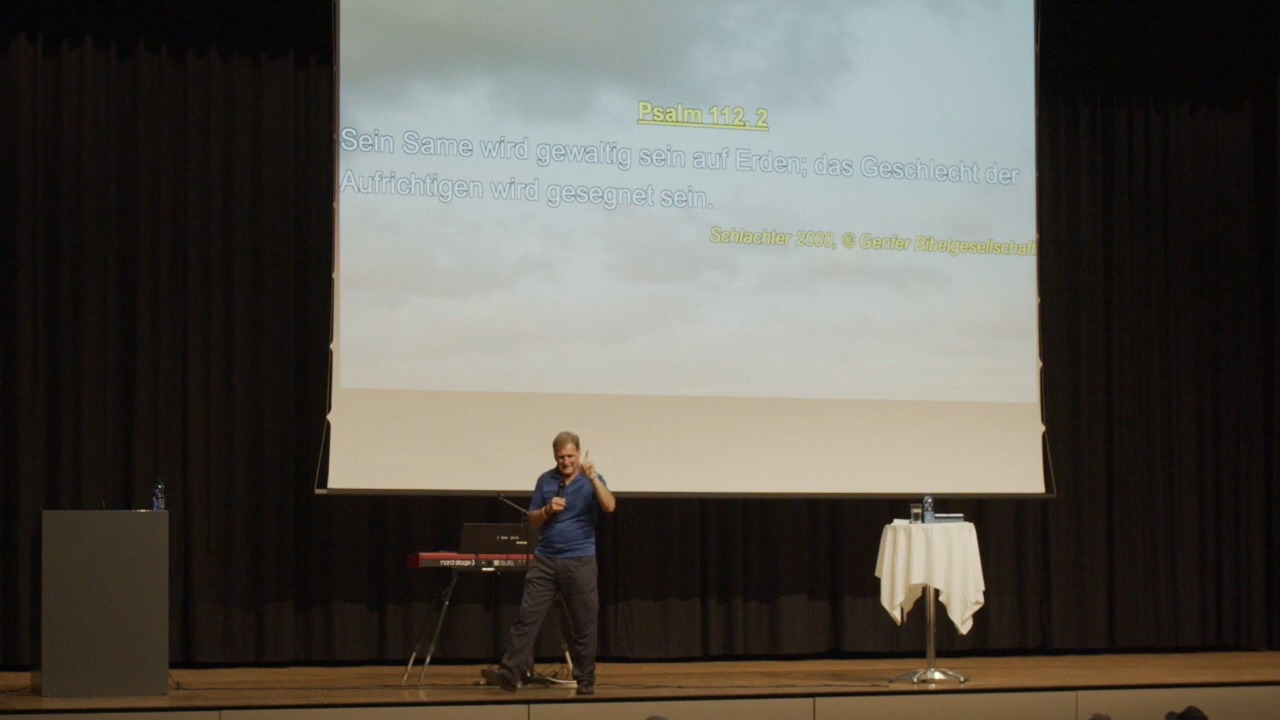 Psalm 112, 2
Sein Same wird gewaltig sein auf Erden; das Geschlecht der
Aufrichtigen wird gesegnet sein.
Schlachter 2000, © Genfer Bibelgesellschaft
nord stage 3